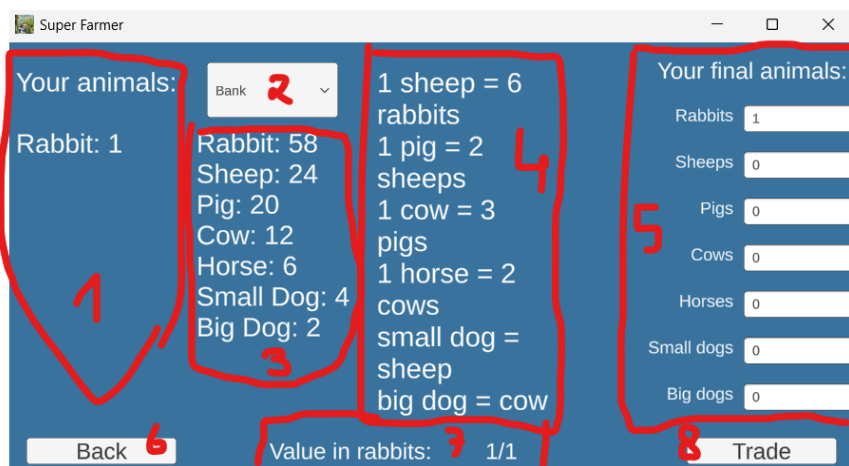 Super Farmer
Your animals:
Rabbit: 1
1
Bank
2
Rabbit: 58
Sheep: 24
Pig: 20
Cow: 12
Horse: 6
Small Dog: 4
Big Dog: 2
3
1 sheep = 6
rabbits
1 pig = 2
sheeps
1 cow = 3
pigs
1 horse = 2
cows
small dog =
sheep
big dog = cow
4
Your final animals:
Rabbits 1
Sheeps 0
Pigs 0
Cows 0
Horses 0
Small dogs 0
Big dogs 0
5
Back 6
Value in rabbits: 7 1/1
8 Trade